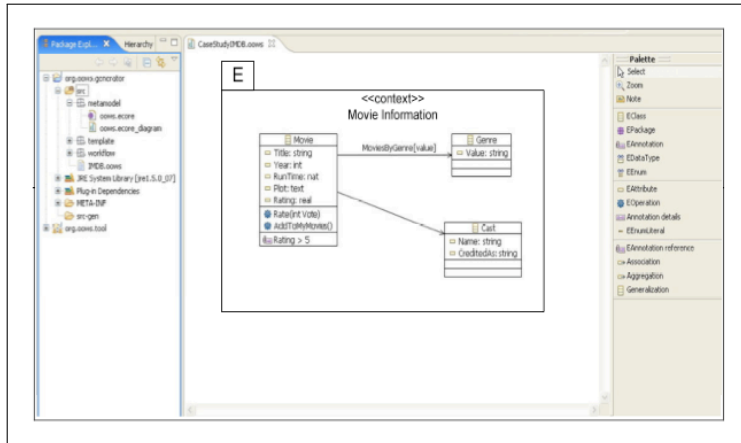 Package Expl...
Hierarchy
org.oows.generator
src
metamodel
oows.ecore
oows.ecore_diagram
template
workflow
IMDB.oows
JRE System Library [jre1.5.0_07]
Plug-in Dependencies
META-INF
src-gen
org.oows.tool
CaseStudyIMDB.oows
E
<<context>>
Movie Information
Movie
Title: string
Year: int
RunTime: nat
Plot: text
Rating: real
Rate(int Vote)
AddToMyMovies()
Rating > 5
MoviesByGenre[value]
Genre
Value: string
Cast
Name: string
CreditedAs: string
Palette
Select
Zoom
Note
EClass
EPackage
EAnnotation
EDataType
EEnum
EAttribute
EOperation
Annotation details
EEnumLiteral
EAnnotation reference
Association
Aggregation
Generalization